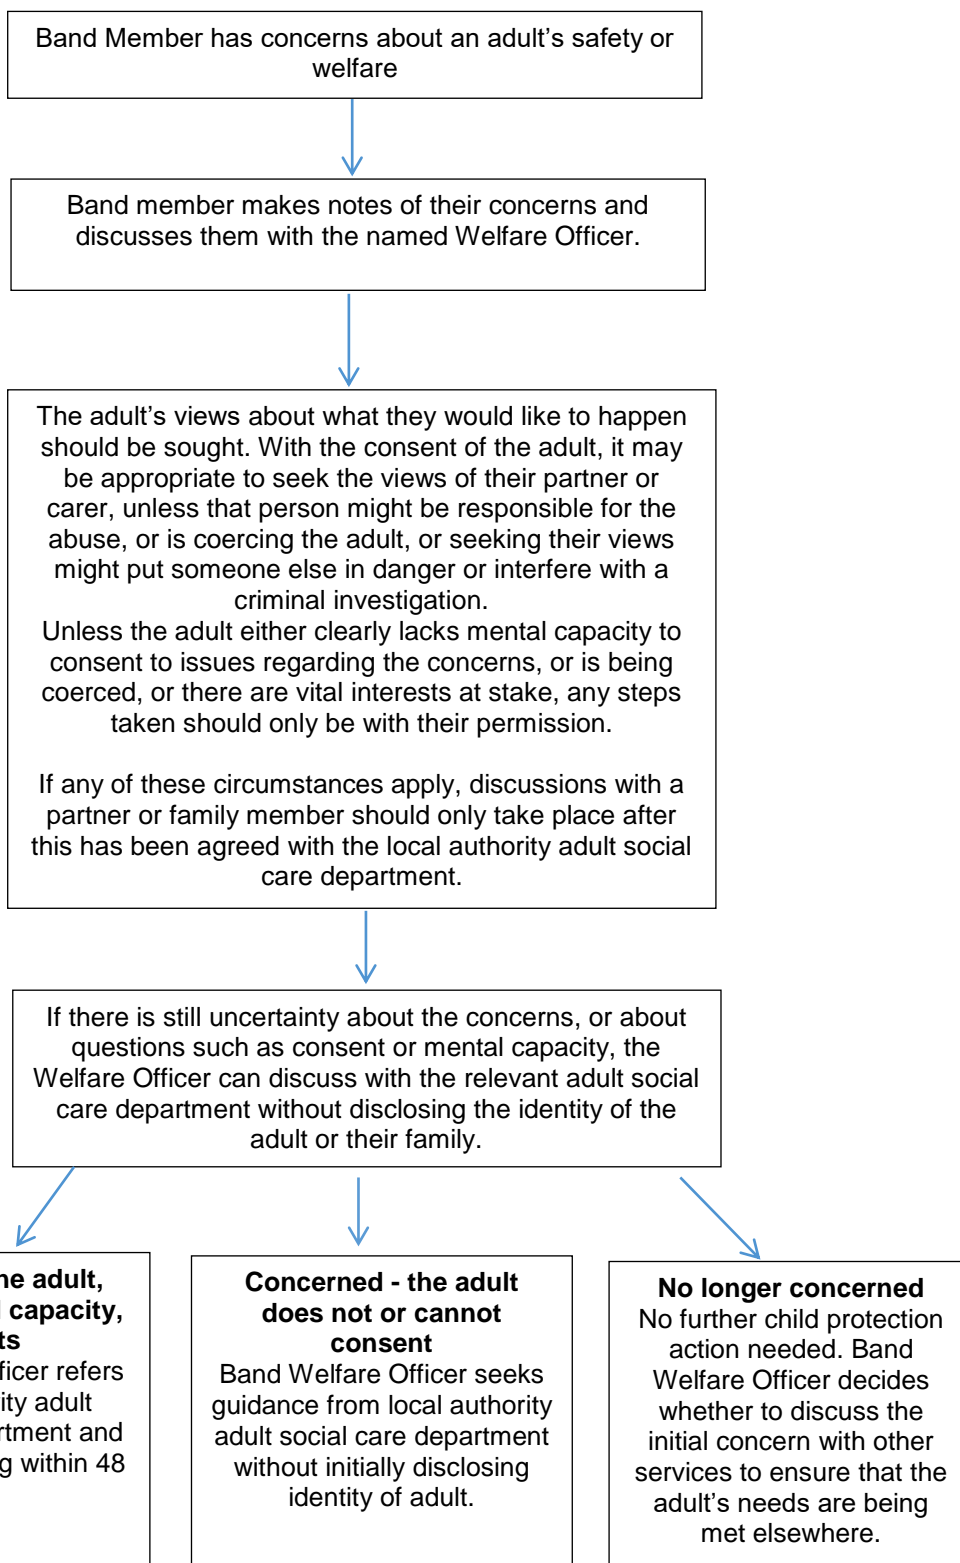 Band Member has concerns about an adult’s safety or
welfare
Band member makes notes of their concerns and
discusses them with the named Welfare Officer.
The adult’s views about what they would like to happen
should be sought. With the consent of the adult, it may
be appropriate to seek the views of their partner or
carer, unless that person might be responsible for the
abuse, or is coercing the adult, or seeking their views
might put someone else in danger or interfere with a
criminal investigation.
Unless the adult either clearly lacks mental capacity to
consent to issues regarding the concerns, or is being
coerced, or there are vital interests at stake, any steps
taken should only be with their permission.
If any of these circumstances apply, discussions with a
partner or family member should only take place after
this has been agreed with the local authority adult social
care department.
If there is still uncertainty about the concerns, or about
questions such as consent or mental capacity, the
Welfare Officer can discuss with the relevant adult social
care department without disclosing the identity of the
adult or their family.
adult,
capacity,
refers
adult
and
within 48
Concerned - the adult
does not or cannot
consent
Band Welfare Officer seeks
guidance from local authority
adult social care department
without initially disclosing
identity of adult.
No longer concerned
No further child protection
action needed. Band
Welfare Officer decides
whether to discuss the
initial concern with other
services to ensure that the
adult’s needs are being
met elsewhere.